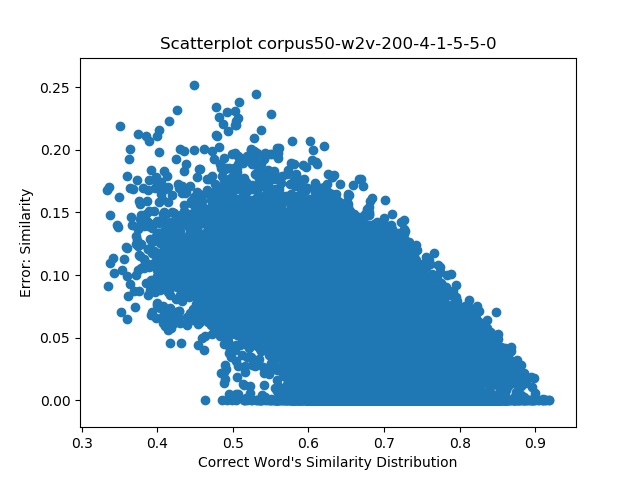 Scatterplot corpus50-w2v-200-4-1-5-5-0
0.25
0.20
0.15
0.10
0.05
0.00
Error: Similarity
0.3 0.4 0.5 0.6 0.7 0.8 0.9
Correct Word's Similarity Distribution